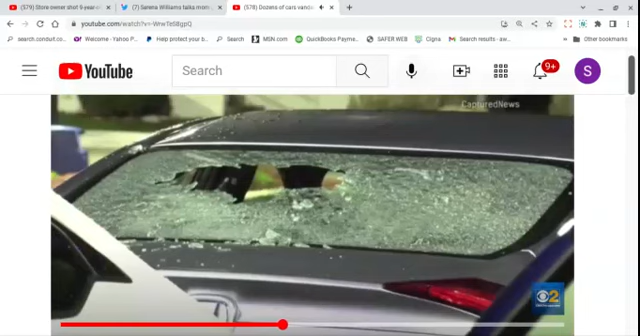 (579) Store owner shot 9-year-ol
(7) Serena Williams talks mom g
(578) Dozens of cars vanda
youtube.com/watch?v=WrwTeS8gpQ
search.conduit.co...
Welcome - Yahoo P...
Help protect your b...
Search
MSN.com
QuickBooks Payme...
SAFER WEB
Cigna
Search results - aw...
»
Other bookmarks
YouTube
Search
9+
S
CapturedNews
2